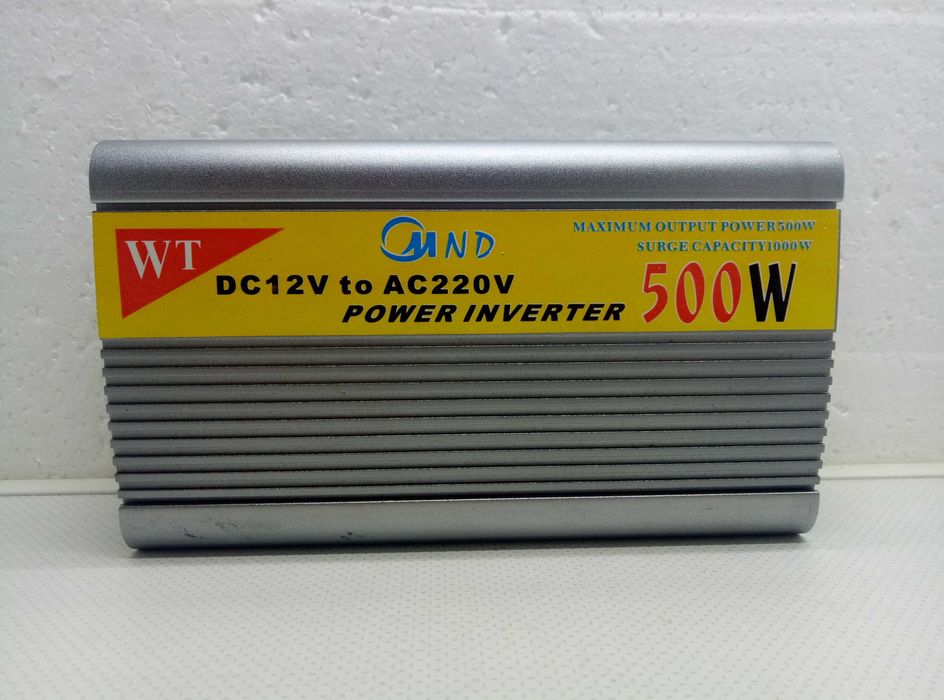 WT
MND
MAXIMUM OUTPUT POWER500W
SURGE CAPACITY1000W
DC12V to AC220V
500W
POWER INVERTER